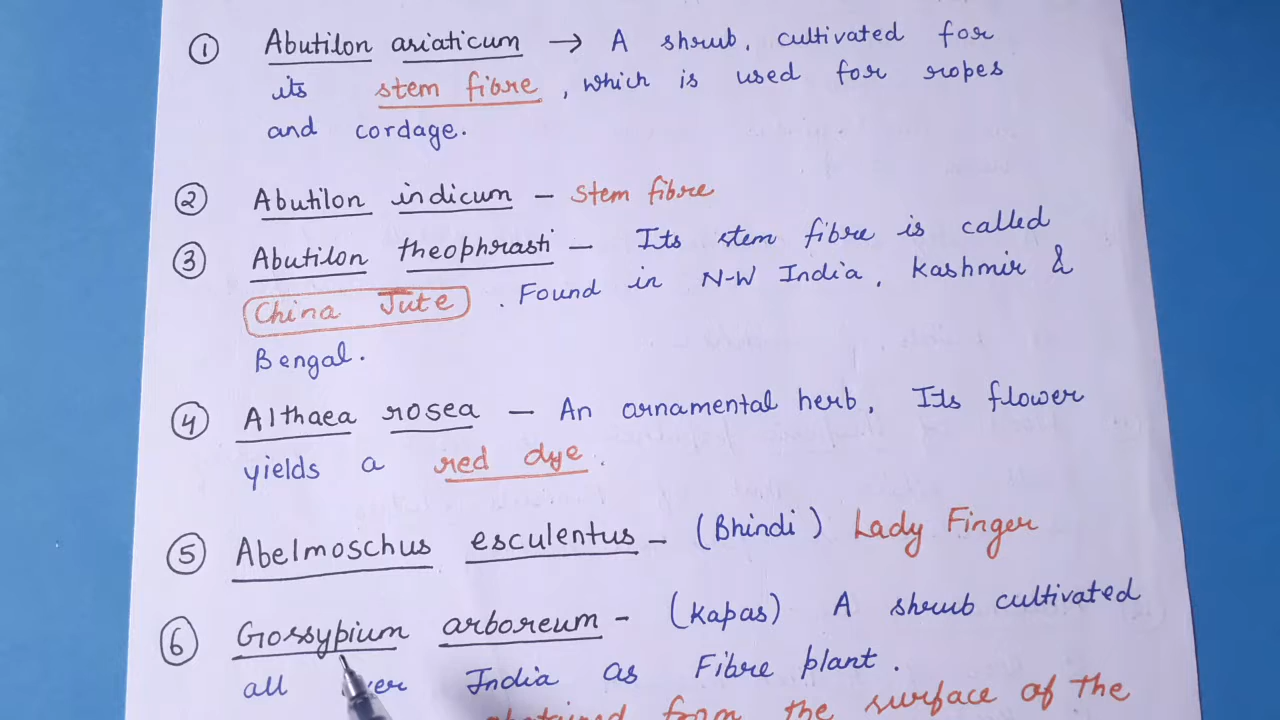 ① Abutilon asiaticum → A shrub, cultivated for
its stem fibre, which is used for ropes
and cordage.
② Abutilon indicum – Stem fibre
③ Abutilon theophrasti – Its stem fibre is called
China Jute. Found in N-W India, Kashmir &
Bengal.
④ Althaea rosea – An ornamental herb. Its flower
yields a red dye.
⑤ Abelmoschus esculentus – (Bhindi) Lady Finger
⑥ Gossypium arboreum – (Kapas) A shrub cultivated
all over India as Fibre plant.
obtained from the surface of the